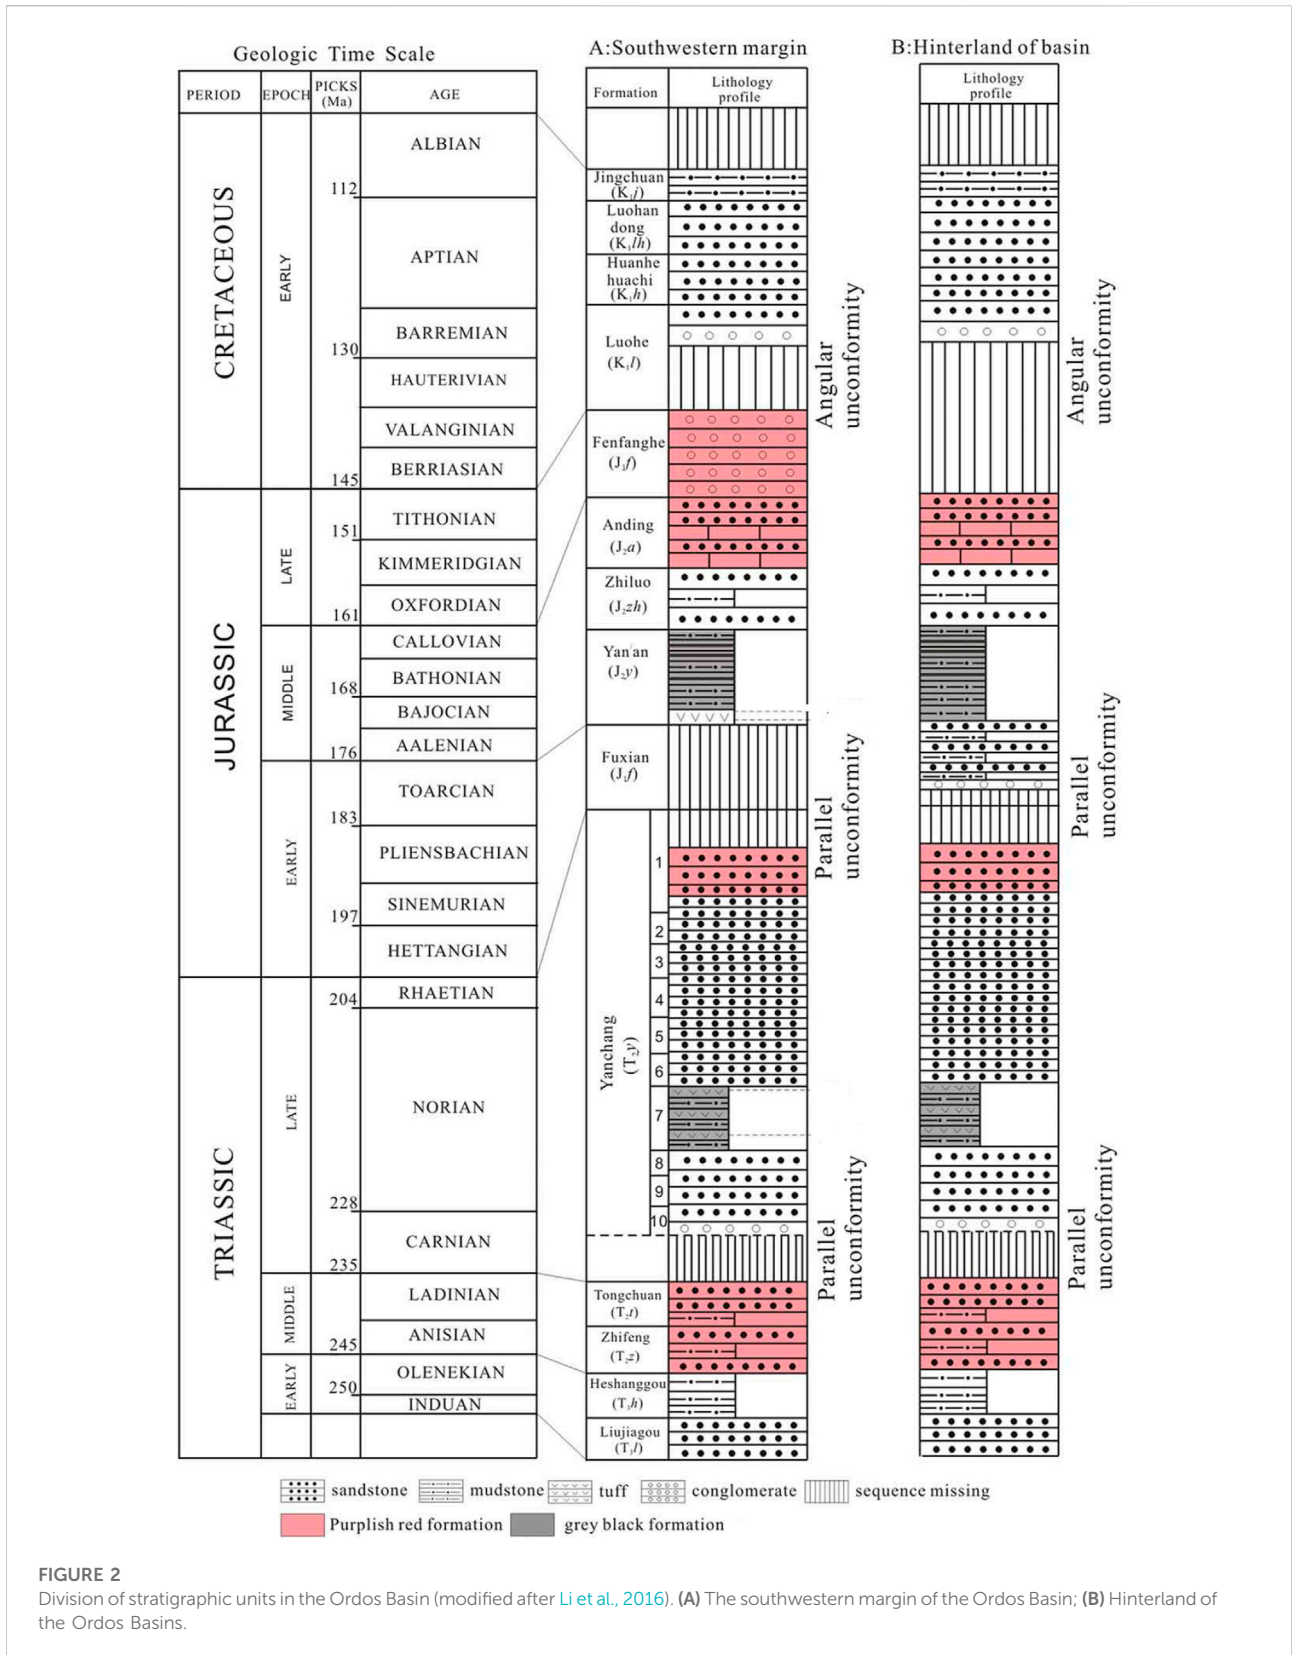 Geologic Time Scale
A:Southwestern margin
B:Hinterland of basin
PERIOD
EPOCH
PICKS
(Ma)
AGE
Formation
Lithology
profile
Lithology
profile
CRETACEOUS
EARLY
ALBIAN
112
APTIAN
BARREMIAN
130
HAUTERIVIAN
VALANGINIAN
BERRIASIAN
145
JURASSIC
LATE
TITHONIAN
151
KIMMERIDGIAN
OXFORDIAN
161
MIDDLE
CALLOVIAN
BATHONIAN
168
BAJOCIAN
AALENIAN
176
EARLY
TOARCIAN
183
PLIENSBACHIAN
SINEMURIAN
197
HETTANGIAN
TRIASSIC
LATE
RHAETIAN
204
NORIAN
228
CARNIAN
235
MIDDLE
LADINIAN
ANISIAN
245
EARLY
OLENEKIAN
250
INDUAN
Jingchuan
(K₁j)
Luohan
dong
(K₁lh)
Huanhe
huachi
(K₁h)
Luohe
(K₁l)
Fenfanghe
(J₃f)
Anding
(J₂a)
Zhiluo
(J₂zh)
Yan'an
(J₂y)
Fuxian
(J₁f)
Yanchang
(T₂y)
1
2
3
4
5
6
7
8
9
10
Tongchuan
(T₂t)
Zhifeng
(T₂z)
Heshanggou
(T₁h)
Liujiagou
(T₁l)
Angular
unconformity
Parallel
unconformity
Parallel
unconformity
Angular
unconformity
Parallel
unconformity
Parallel
unconformity
sandstone
mudstone
tuff
conglomerate
sequence missing
Purplish red formation
grey black formation
FIGURE 2
Division of stratigraphic units in the Ordos Basin (modified after Li et al., 2016). (A) The southwestern margin of the Ordos Basin; (B) Hinterland of
the Ordos Basins.